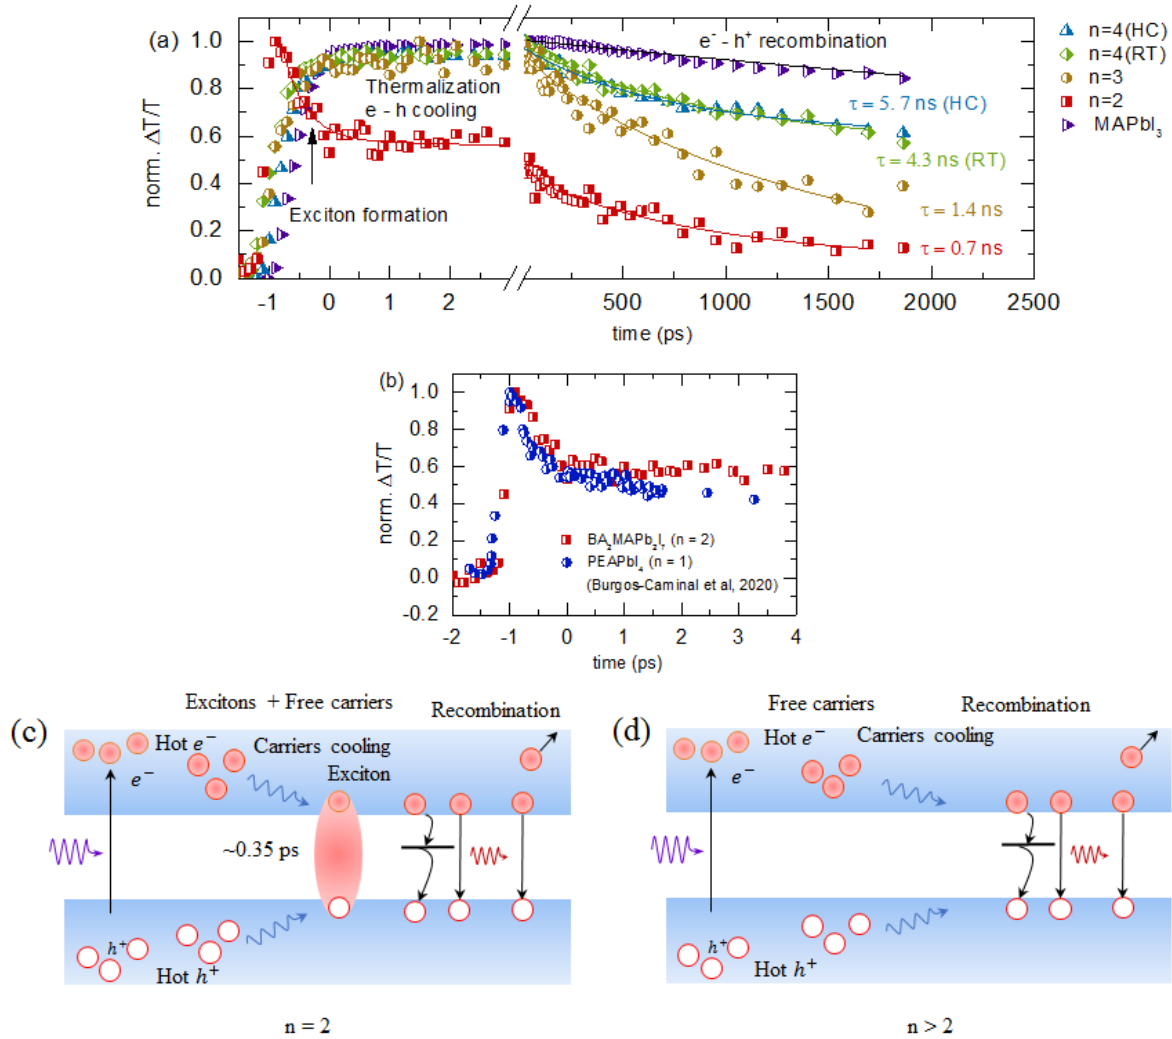 (a)
e⁻ - h⁺ recombination
Thermalization
e - h cooling
Exciton formation
τ = 5.7 ns (HC)
τ = 4.3 ns (RT)
τ = 1.4 ns
τ = 0.7 ns
n=4(HC)
n=4(RT)
n=3
n=2
MAPbI₃
norm. ΔT/T
1.0
0.8
0.6
0.4
0.2
0.0
-1 0 1 2 500 1000 1500 2000 2500
time (ps)
(b)
norm. ΔT/T
1.0
0.8
0.6
0.4
0.2
0.0
-0.2
BA₂MAPb₂I₇ (n = 2)
PEAPbI₄ (n = 1)
(Burgos-Caminal et al, 2020)
-2 -1 0 1 2 3 4
time (ps)
(c)
Excitons + Free carriers
Recombination
Hot e⁻
Carriers cooling
e⁻
Exciton
~0.35 ps
h⁺
Hot h⁺
n = 2
(d)
Free carriers
Recombination
Hot e⁻
Carriers cooling
e⁻
h⁺
Hot h⁺
n > 2